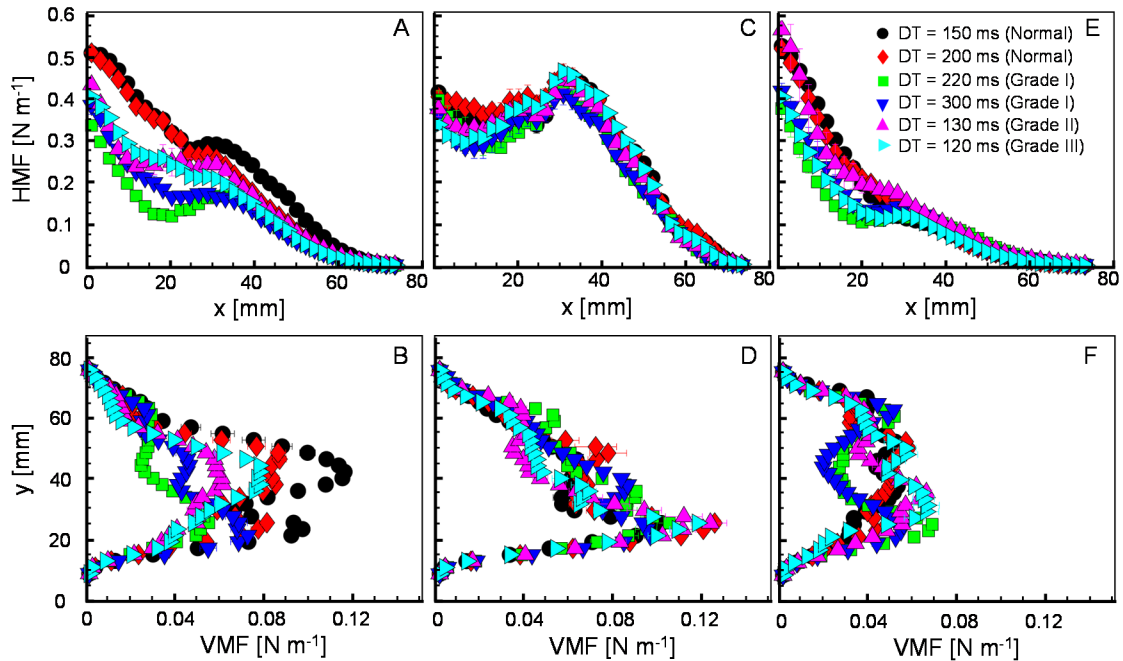 A
C
E
0.6
0.5
0.4
0.3
0.2
0.1
0
HMF [N m-1]
DT = 150 ms (Normal)
DT = 200 ms (Normal)
DT = 220 ms (Grade I)
DT = 300 ms (Grade I)
DT = 130 ms (Grade II)
DT = 120 ms (Grade III)
0 20 40 60 80
20 40 60
20 40 60 80
x [mm]
x [mm]
x [mm]
B
D
F
80
60
40
20
0
y [mm]
0 0.04 0.08 0.12
0.04 0.08 0.12
0.04 0.08 0.12
VMF [N m-1]
VMF [N m-1]
VMF [N m-1]